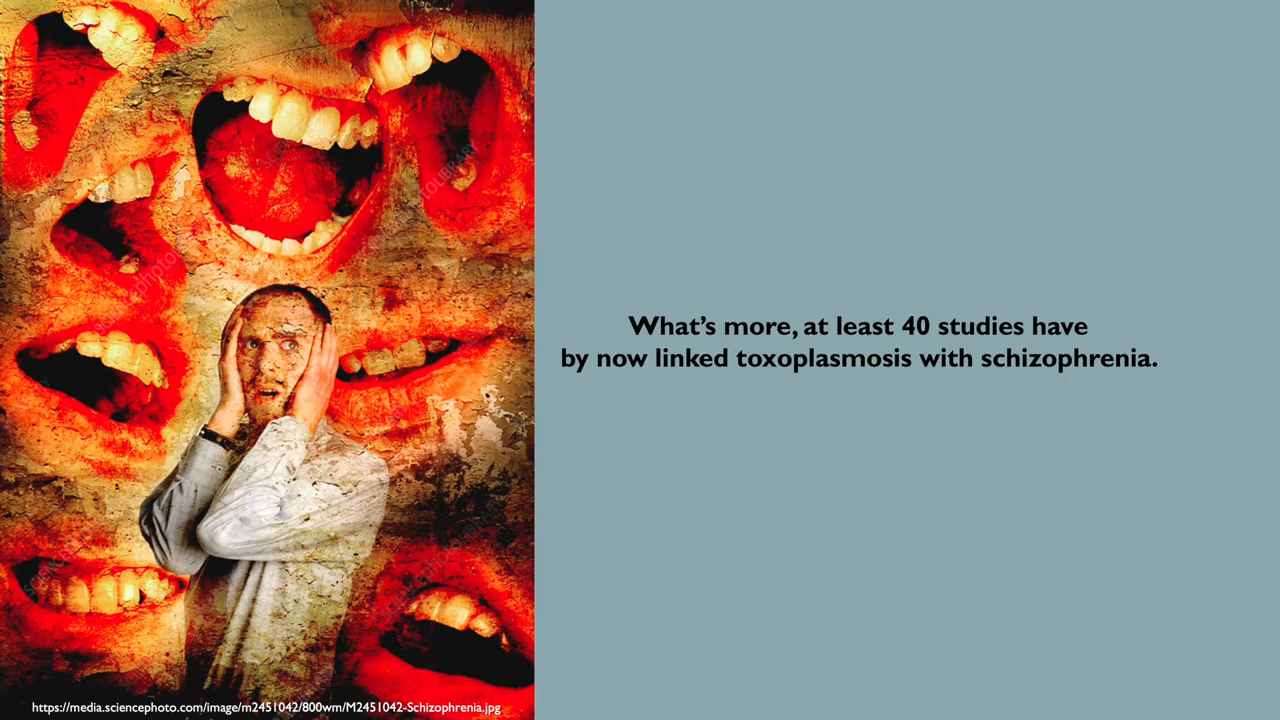 What's more, at least 40 studies have
by now linked toxoplasmosis with schizophrenia.
https://media.sciencephoto.com/image/m2451042/800wm/M2451042-Schizophrenia.jpg